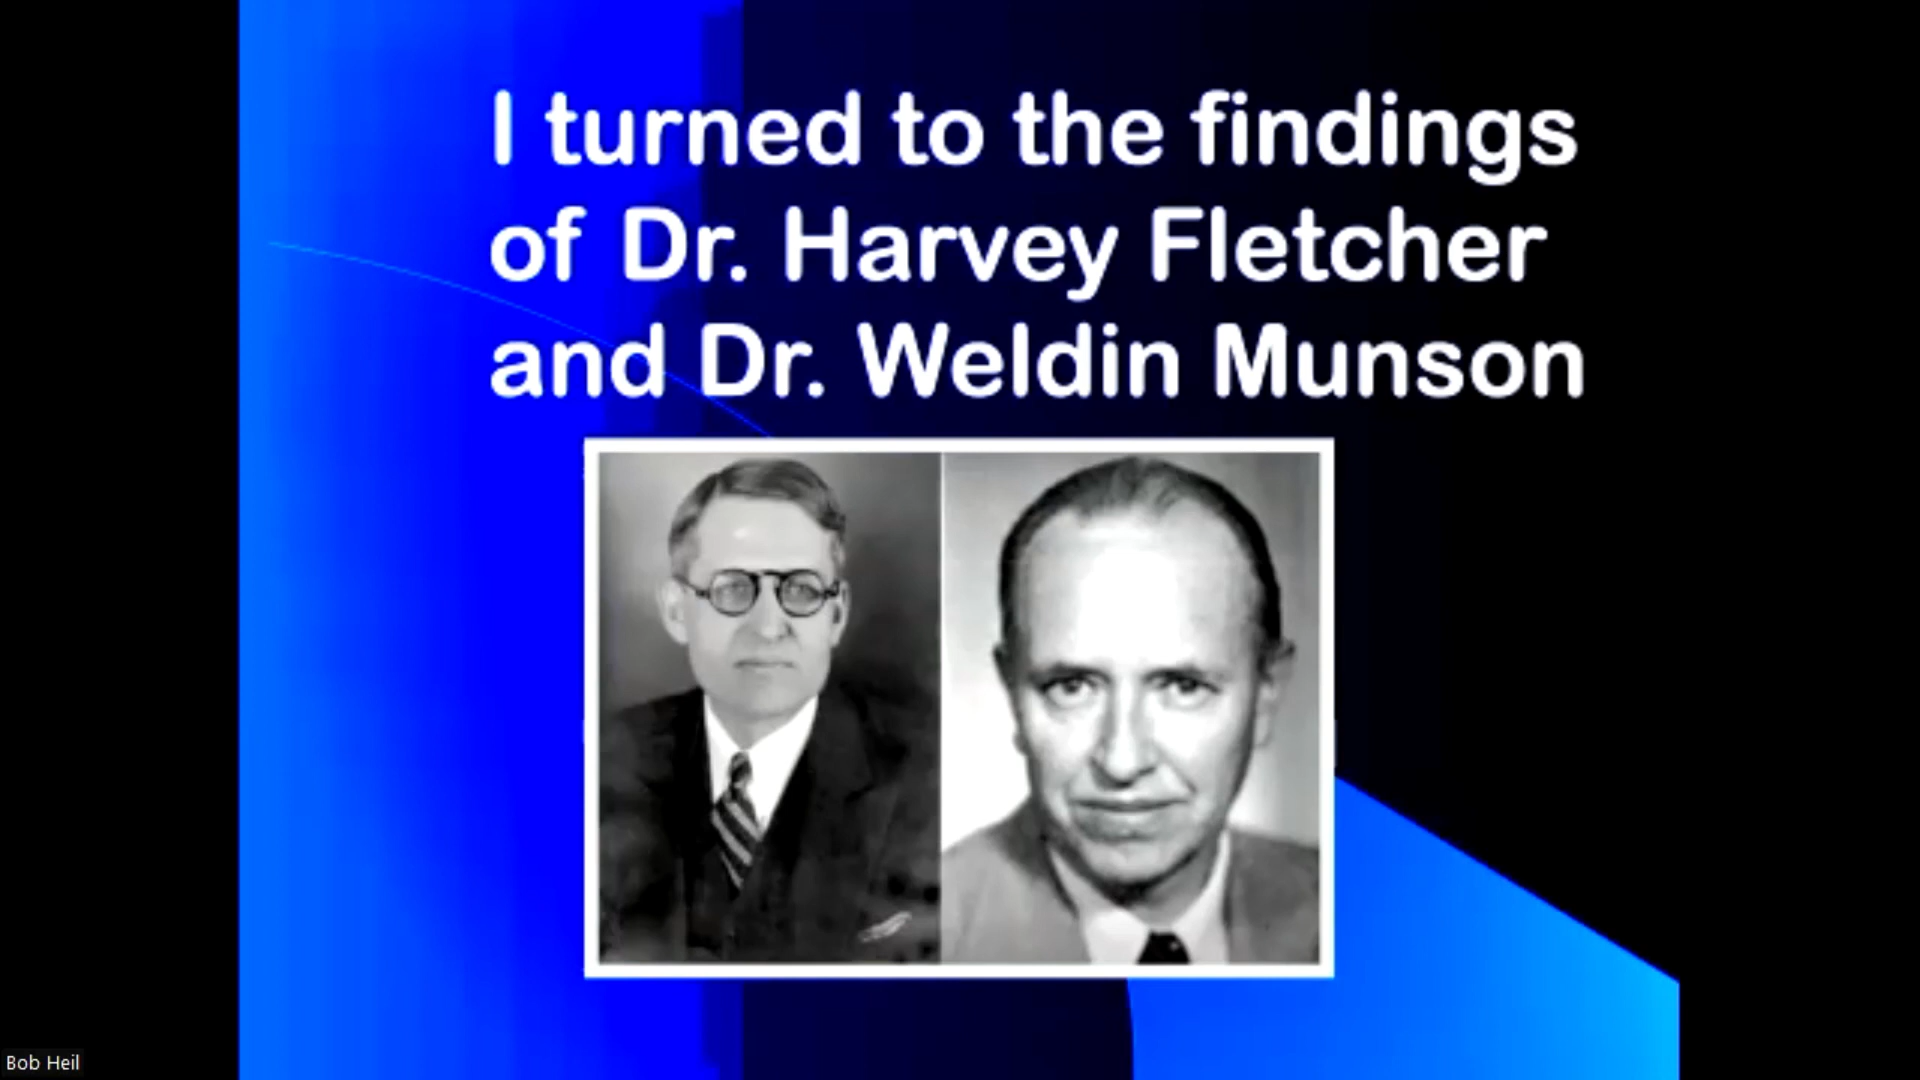 I turned to the findings
of Dr. Harvey Fletcher
and Dr. Weldin Munson
Bob Heil